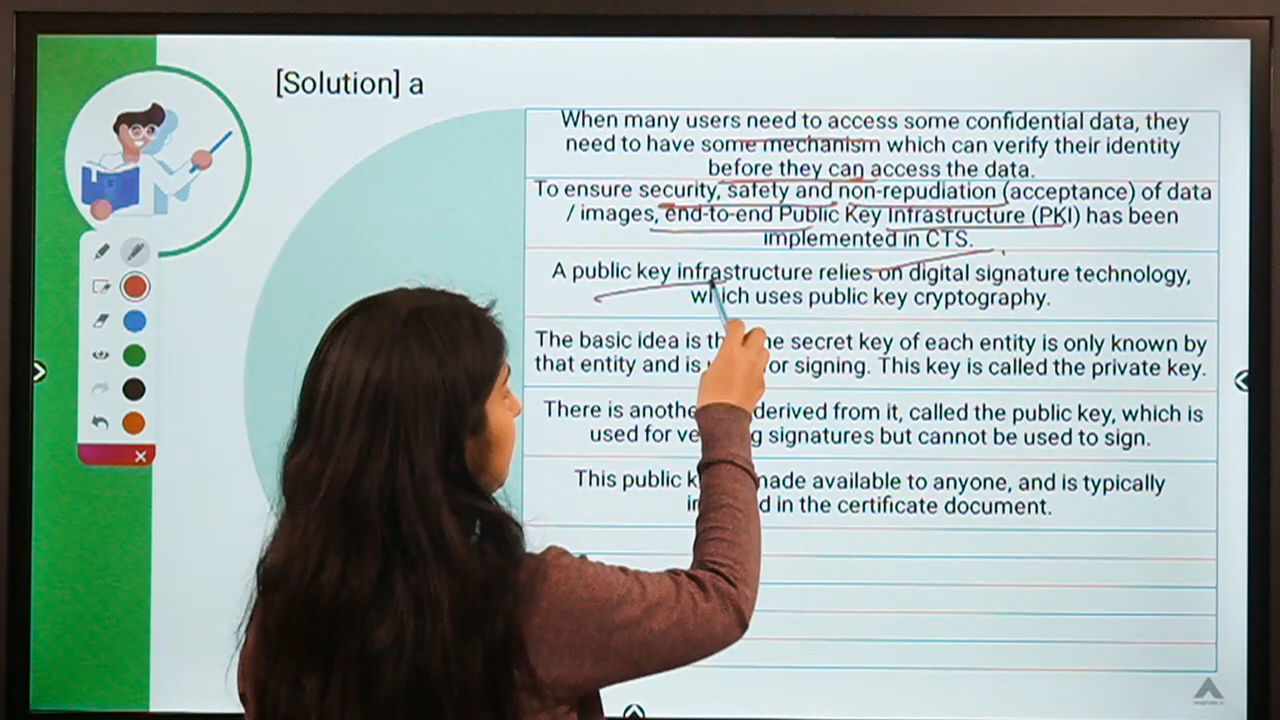 [Solution] a
When many users need to access some confidential data, they
need to have some mechanism which can verify their identity
before they can access the data.
To ensure security, safety and non-repudiation (acceptance) of data
/ images, end-to-end Public Key Infrastructure (PKI) has been
implemented in CTS.
A public key infrastructure relies on digital signature technology,
which uses public key cryptography.
The basic idea is secret key of each entity is only known by
that entity and is signing. This key is called the private key.
There is derived from it, called the public key, which is
used for signatures but cannot be used to sign.
This public made available to anyone, and is typically
in the certificate document.